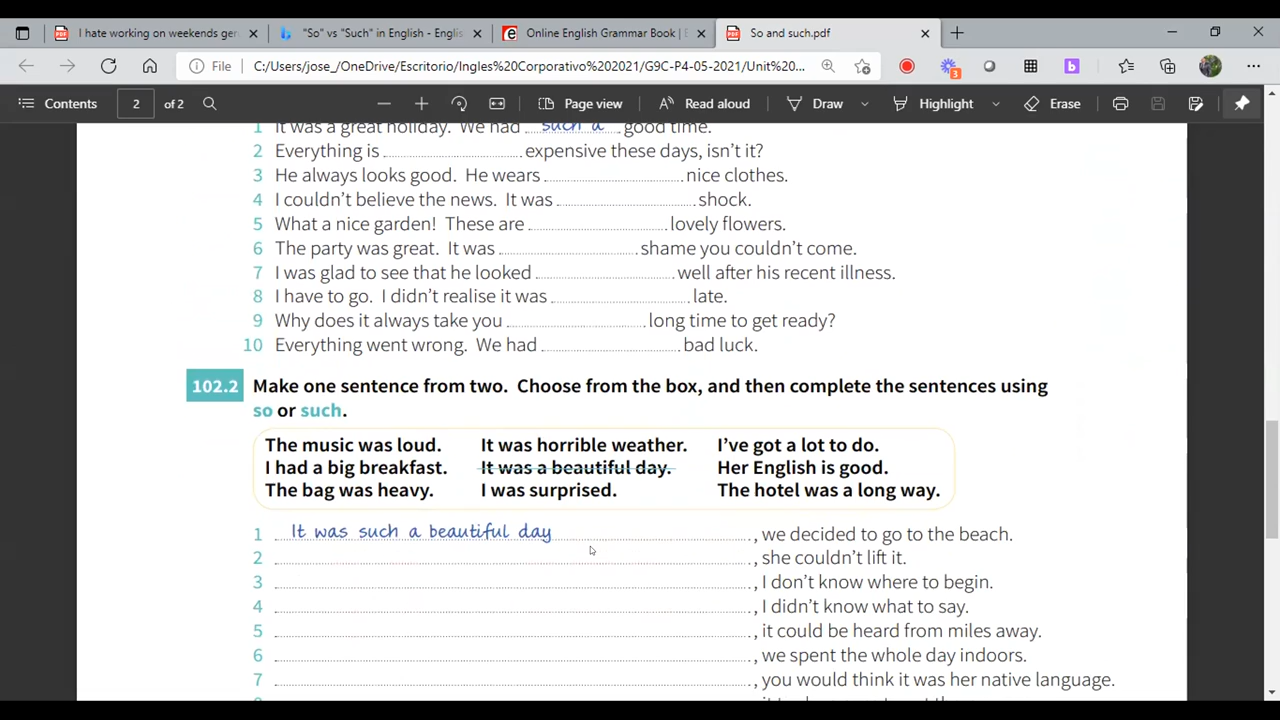 I hate working on weekends ger
"So" vs "Such" in English - Englis
Online English Grammar Book | E
So and such.pdf
File
C:/Users/jose_/OneDrive/Escritorio/Ingles%20Corporativo%202021/G9C-P4-05-2021/Unit%20...
3
b
Contents
2
of 2
Page view
Read aloud
Draw
Highlight
Erase
1 It was a great holiday. We had such a good time.
2 Everything is .......... expensive these days, isn't it?
3 He always looks good. He wears .......... nice clothes.
4 I couldn't believe the news. It was .......... shock.
5 What a nice garden! These are .......... lovely flowers.
6 The party was great. It was .......... shame you couldn't come.
7 I was glad to see that he looked .......... well after his recent illness.
8 I have to go. I didn't realise it was .......... late.
9 Why does it always take you .......... long time to get ready?
10 Everything went wrong. We had .......... bad luck.
102.2 Make one sentence from two. Choose from the box, and then complete the sentences using
so or such.
The music was loud. It was horrible weather. I've got a lot to do.
I had a big breakfast. It was a beautiful day. Her English is good.
The bag was heavy. I was surprised. The hotel was a long way.
1 It was such a beautiful day .......... , we decided to go to the beach.
2 .......... , she couldn't lift it.
3 .......... , I don't know where to begin.
4 .......... , I didn't know what to say.
5 .......... , it could be heard from miles away.
6 .......... , we spent the whole day indoors.
7 .......... , you would think it was her native language.